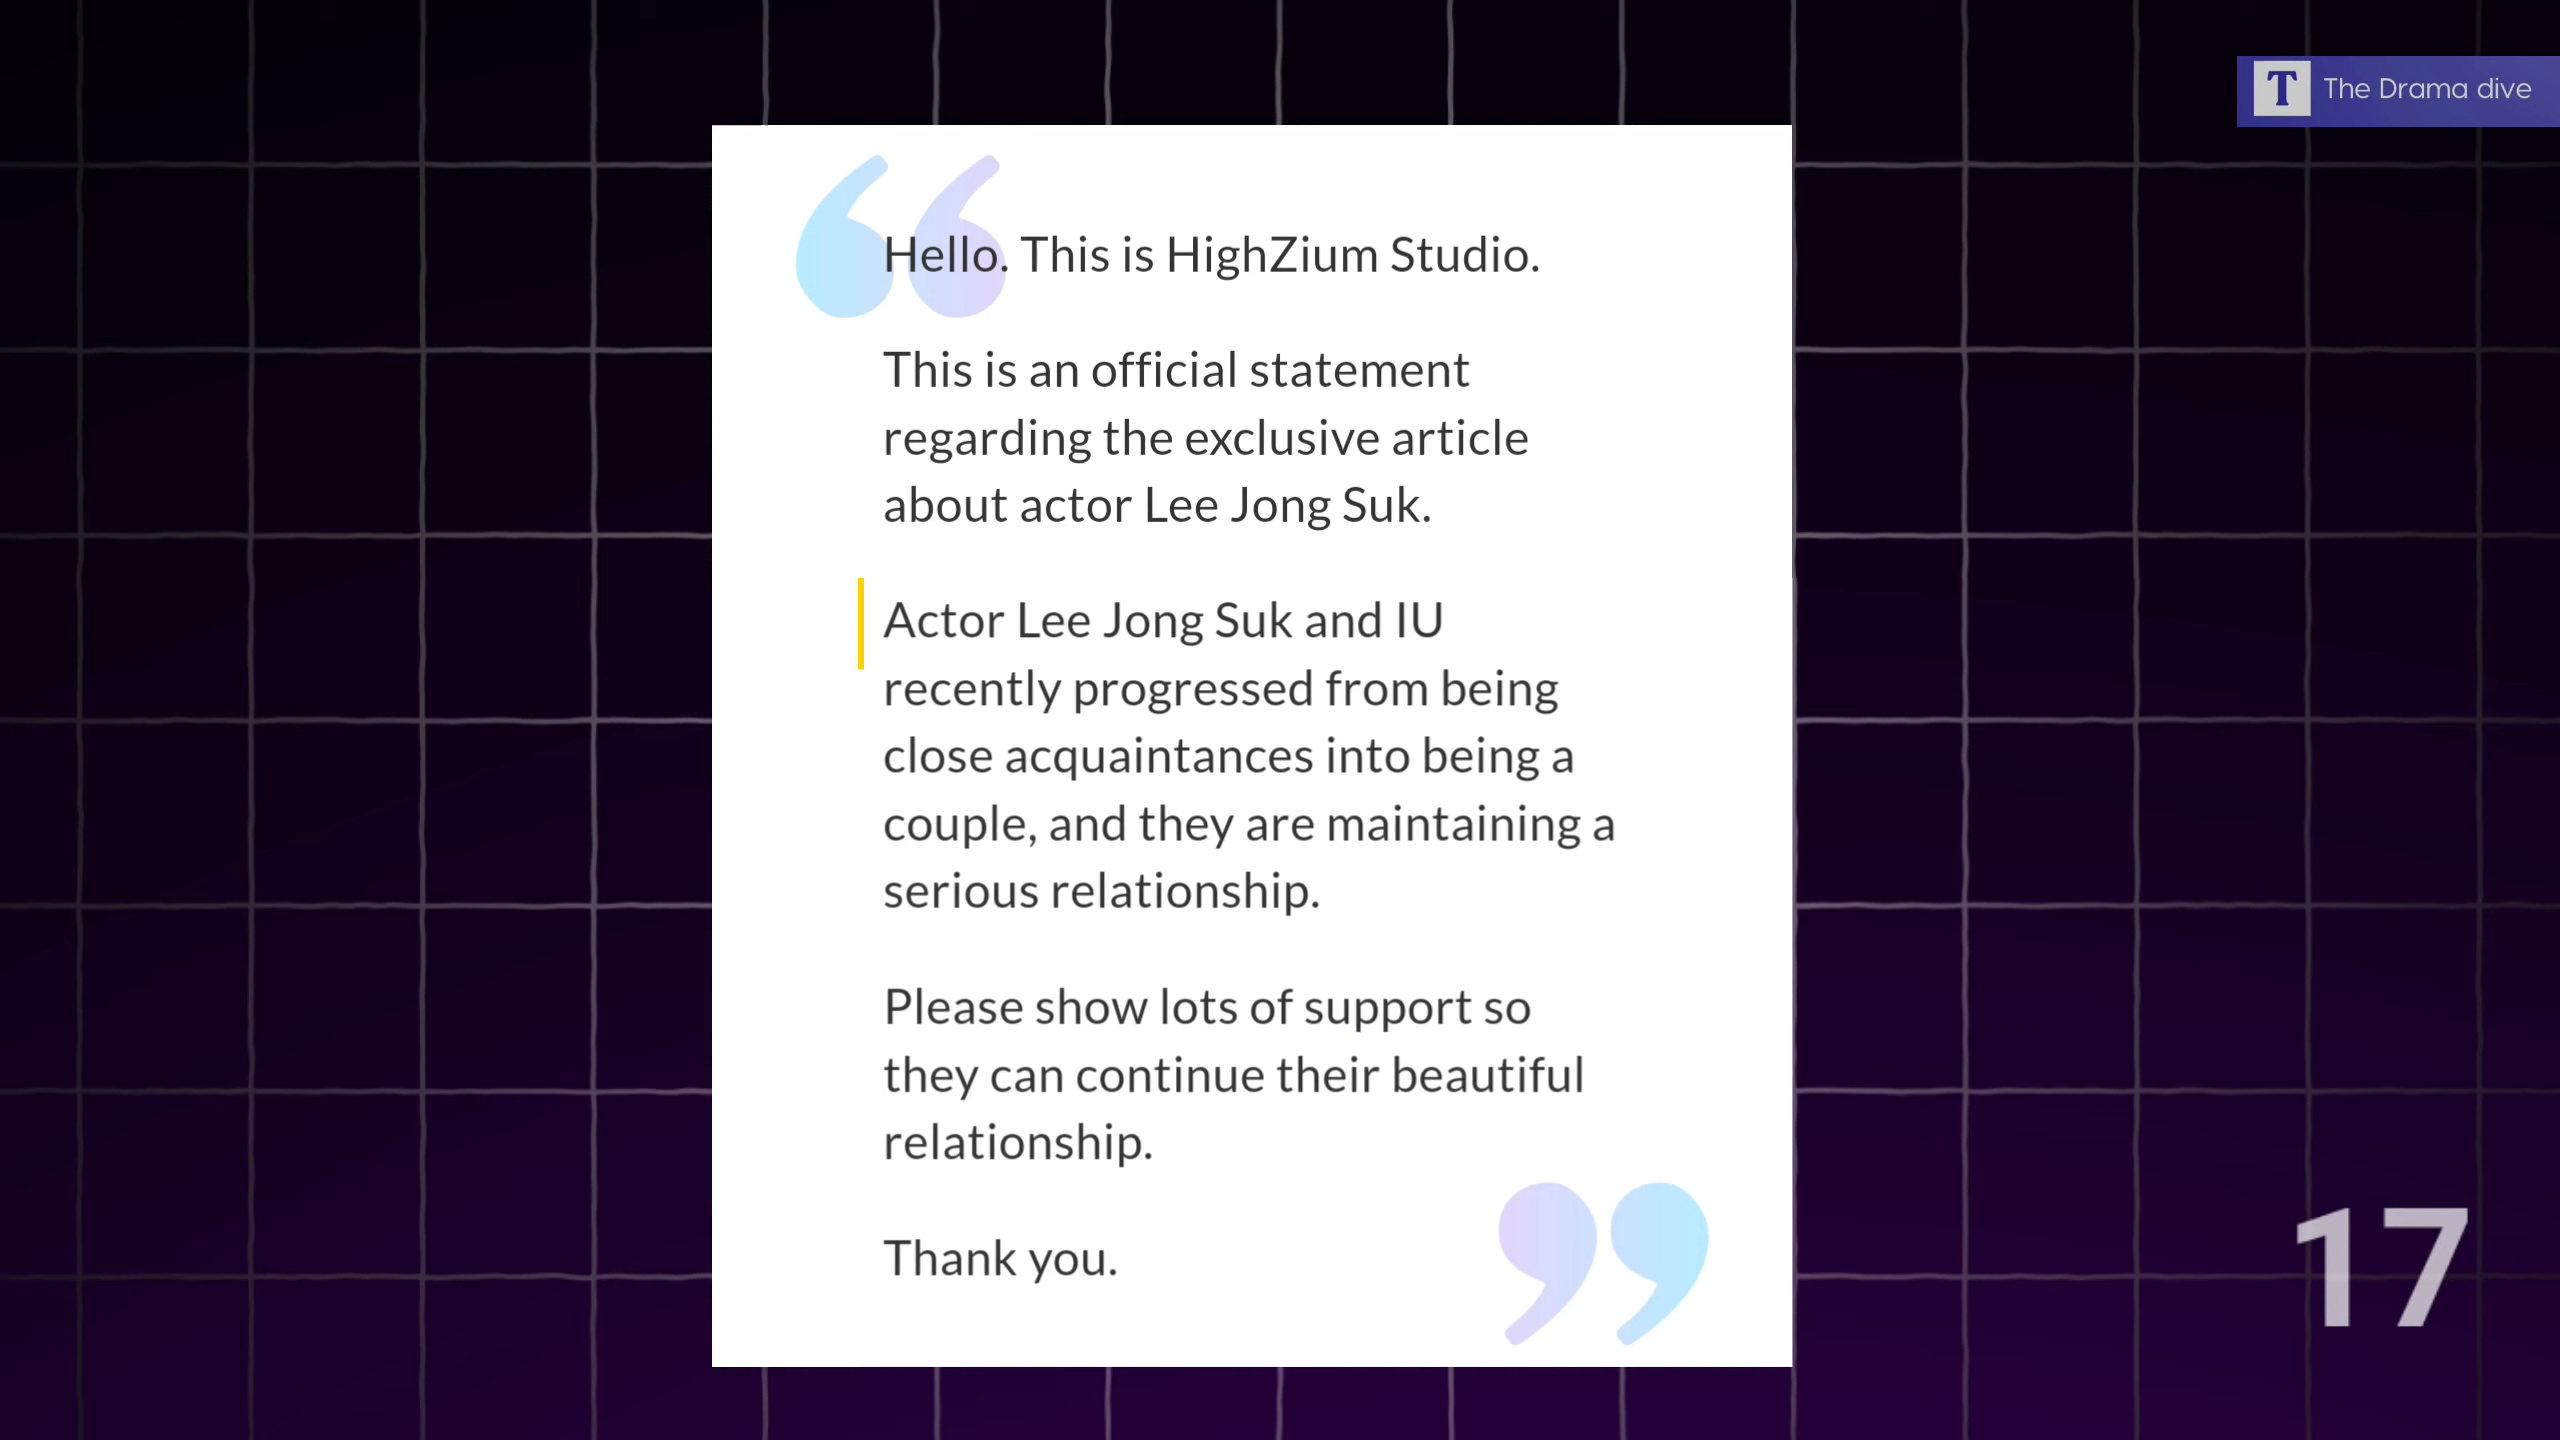 T The Drama dive
Hello. This is HighZium Studio.
This is an official statement
regarding the exclusive article
about actor Lee Jong Suk.
Actor Lee Jong Suk and IU
recently progressed from being
close acquaintances into being a
couple, and they are maintaining a
serious relationship.
Please show lots of support so
they can continue their beautiful
relationship.
Thank you.
17